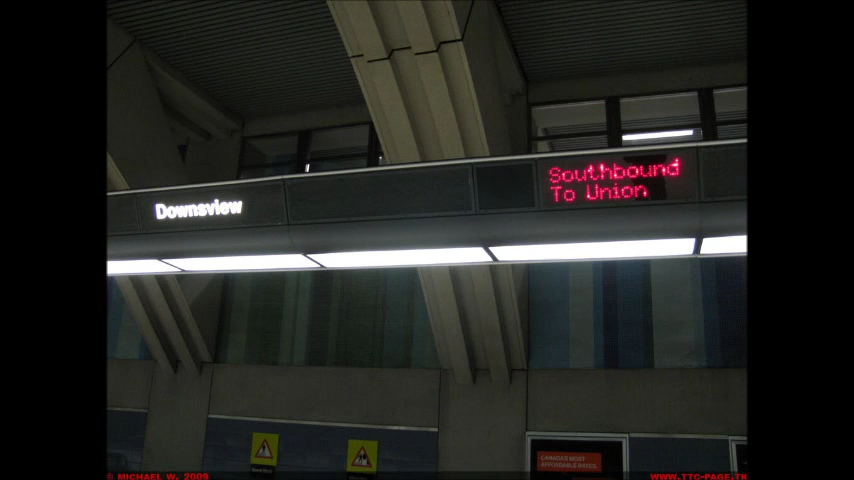 Southbound
To Union
Downsview
CANADA'S MOST
AFFORDABLE RATES.
© MICHAEL W. 2009
WWW.TTC-PAGE.TK